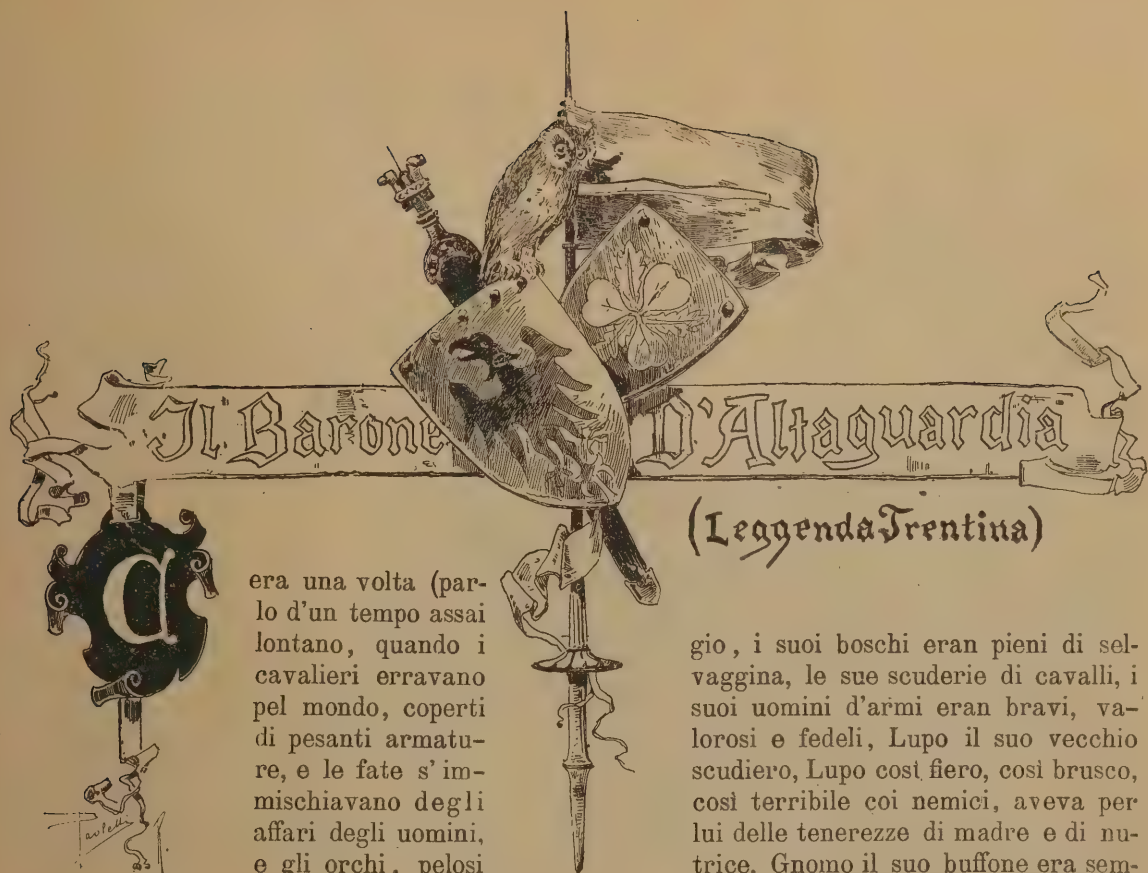 Il Barone D'Altaguardia
(Leggenda Trentina)
C
era una volta (par-
lo d'un tempo assai
lontano, quando i
cavalieri erravano
pel mondo, coperti
di pesanti armatu-
re, e le fate s'im-
mischiavano degli
affari degli uomini,
e gli orchi, pelosi
gio, i suoi boschi eran pieni di sel-
vaggina, le sue scuderie di cavalli, i
suoi uomini d'armi eran bravi, va-
lorosi e fedeli, Lupo il suo vecchio
scudiero, Lupo così fiero, così brusco,
così terribile coi nemici, aveva per
lui delle tenerezze di madre e di nu-
trice. Gnomo il suo buffone era sem-